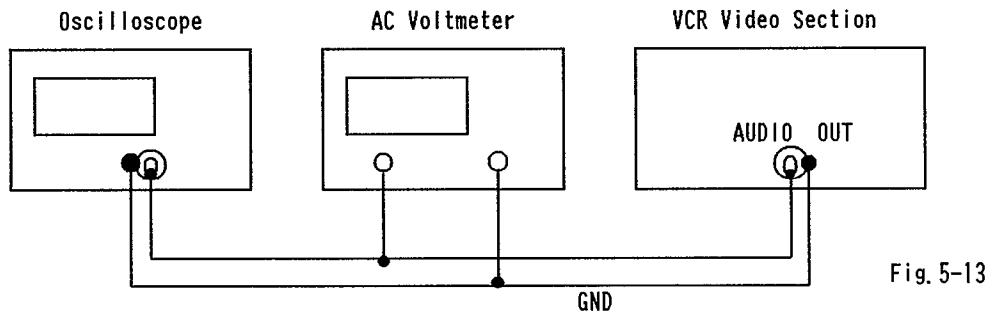 Oscilloscope
AC Voltmeter
VCR Video Section
AUDIO OUT
Fig. 5-13
GND